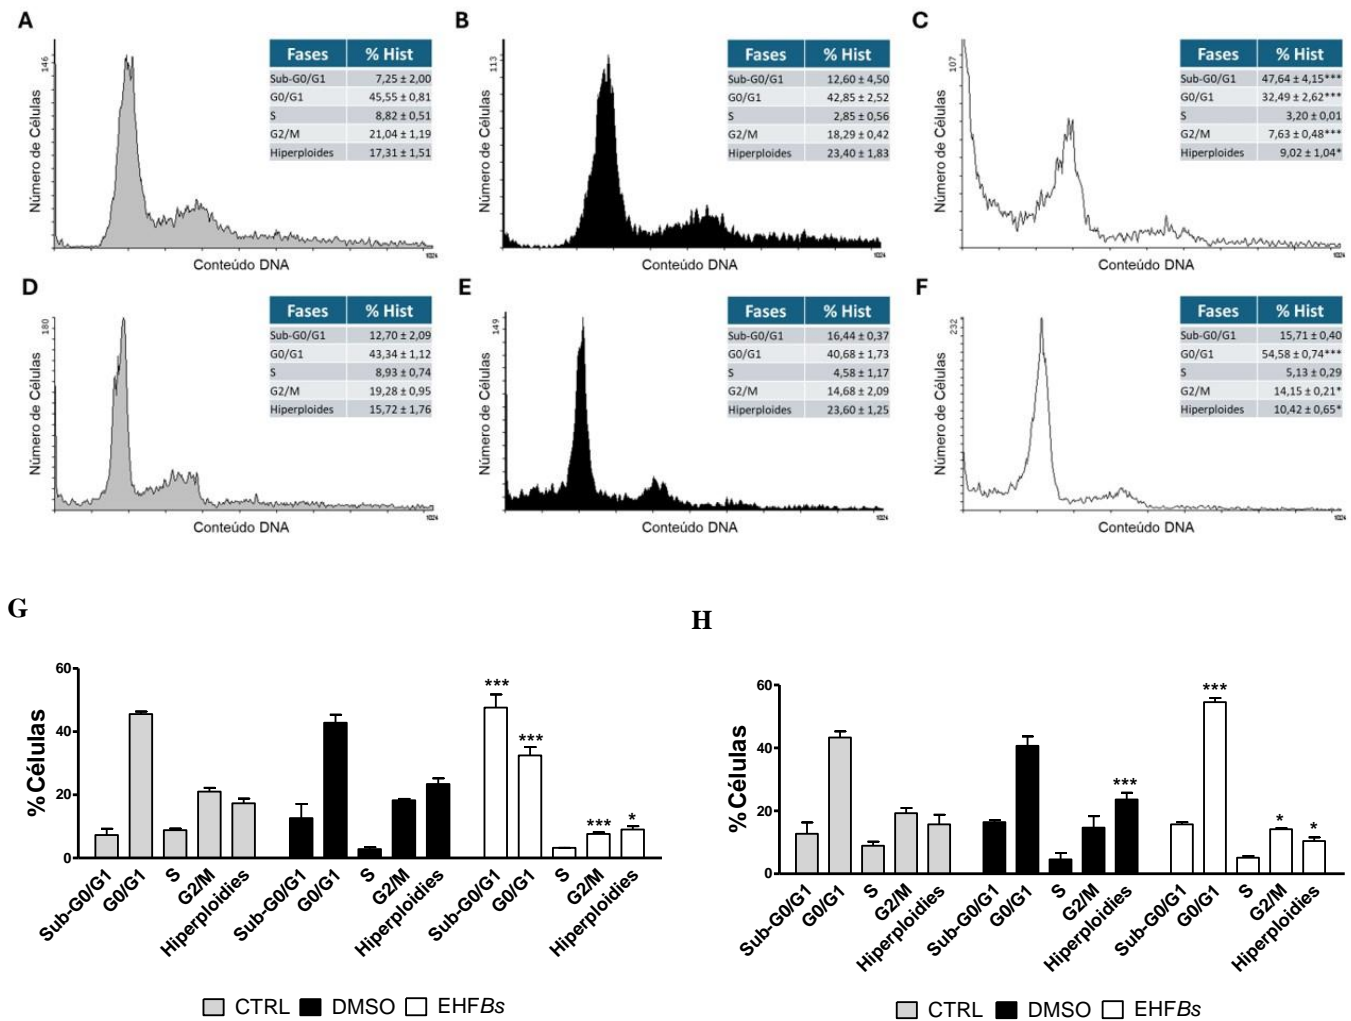 A
B
C
146
Número de Células
Fases % Hist
Sub-G0/G1 7,25 ± 2,00
G0/G1 45,55 ± 0,81
S 8,82 ± 0,51
G2/M 21,04 ± 1,19
Hiperploides 17,31 ± 1,51
Conteúdo DNA
1024
113
Número de Células
Fases % Hist
Sub-G0/G1 12,60 ± 4,50
G0/G1 42,85 ± 2,52
S 2,85 ± 0,56
G2/M 18,29 ± 0,42
Hiperploides 23,40 ± 1,83
Conteúdo DNA
1024
107
Número de Células
Fases % Hist
Sub-G0/G1 47,64 ± 4,15***
G0/G1 32,49 ± 2,62***
S 3,20 ± 0,01
G2/M 7,63 ± 0,48***
Hiperploides 9,02 ± 1,04*
Conteúdo DNA
1024
D
E
F
180
Número de Células
Fases % Hist
Sub-G0/G1 12,70 ± 2,09
G0/G1 43,34 ± 1,12
S 8,93 ± 0,74
G2/M 19,28 ± 0,95
Hiperploides 15,72 ± 1,76
Conteúdo DNA
1024
149
Número de Células
Fases % Hist
Sub-G0/G1 16,44 ± 0,37
G0/G1 40,68 ± 1,73
S 4,58 ± 1,17
G2/M 14,68 ± 2,09
Hiperploides 23,60 ± 1,25
Conteúdo DNA
1024
232
Número de Células
Fases % Hist
Sub-G0/G1 15,71 ± 0,40
G0/G1 54,58 ± 0,74***
S 5,13 ± 0,29
G2/M 14,15 ± 0,21*
Hiperploides 10,42 ± 0,65*
Conteúdo DNA
1024
G
% Células
60
40
20
0
***
***
***
*
Sub-G0/G1
G0/G1
S
G2/M
Hiperploidies
Sub-G0/G1
G0/G1
S
G2/M
Hiperploidies
Sub-G0/G1
G0/G1
S
G2/M
Hiperploidies
CTRL DMSO EHFBs
H
% Células
60
40
20
0
***
***
*
*
Sub-G0/G1
G0/G1
S
G2/M
Hiperploidies
Sub-G0/G1
G0/G1
S
G2/M
Hiperploidies
Sub-G0/G1
G0/G1
S
G2/M
Hiperploidies
CTRL DMSO EHFBs